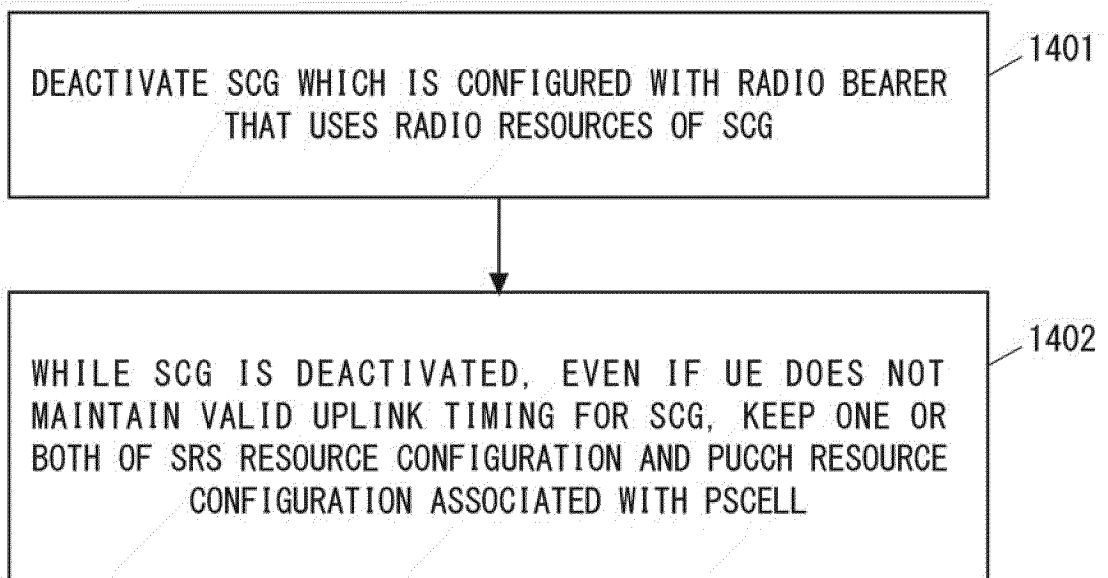 DEACTIVATE SCG WHICH IS CONFIGURED WITH RADIO BEARER
THAT USES RADIO RESOURCES OF SCG
1401
WHILE SCG IS DEACTIVATED, EVEN IF UE DOES NOT
MAINTAIN VALID UPLINK TIMING FOR SCG, KEEP ONE OR
BOTH OF SRS RESOURCE CONFIGURATION AND PUCCH RESOURCE
CONFIGURATION ASSOCIATED WITH PSCELL
1402